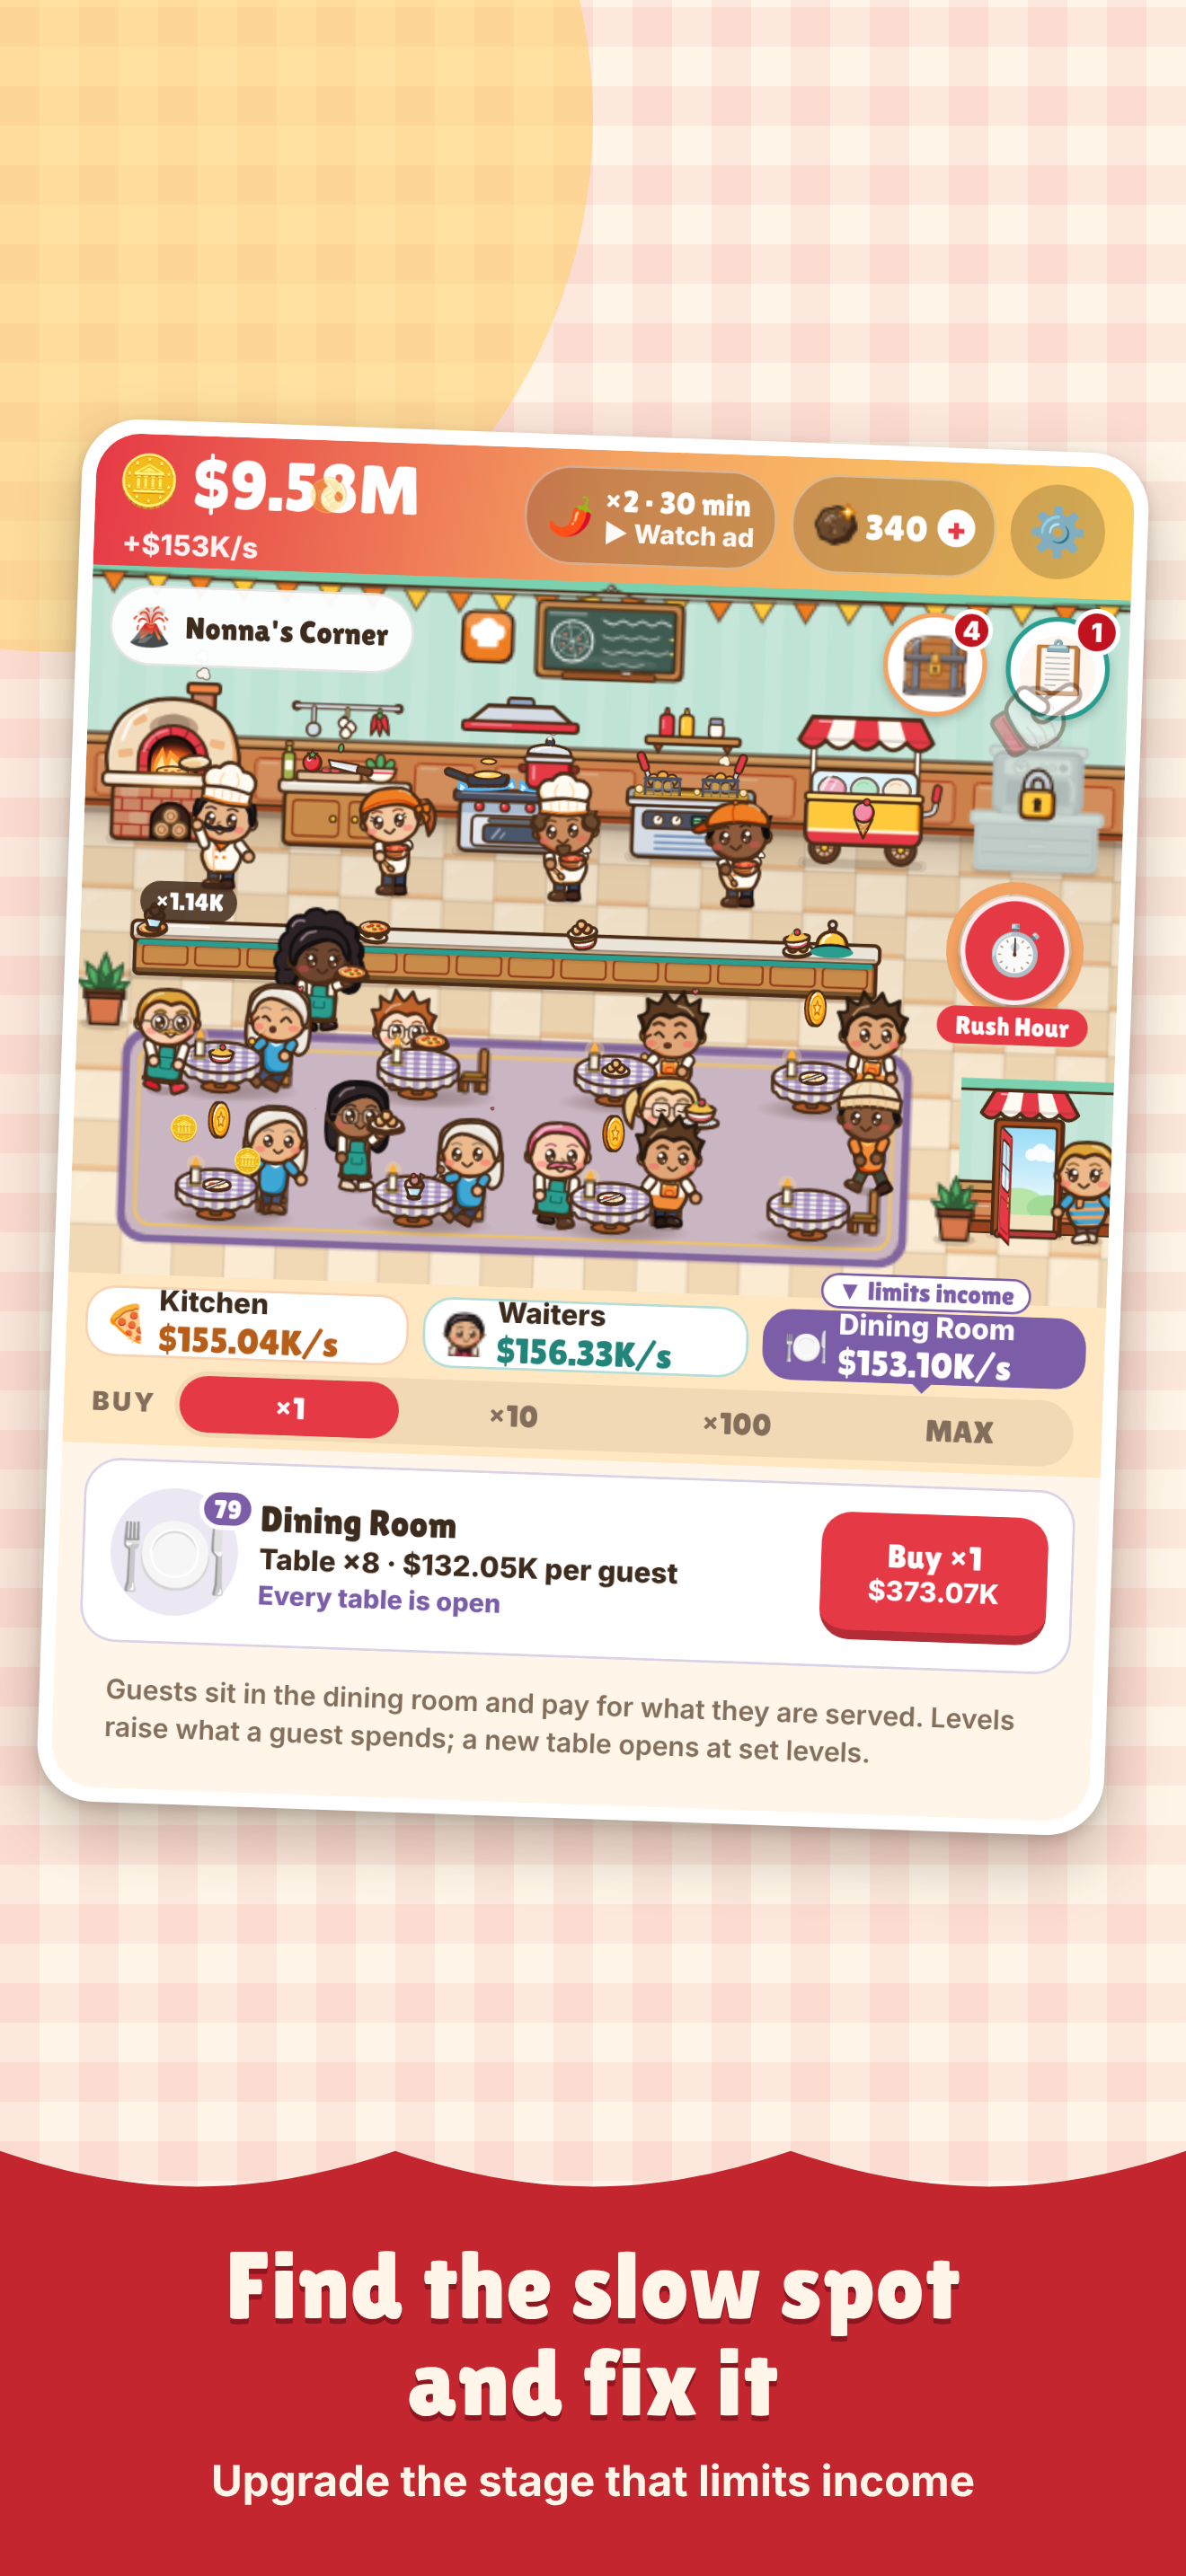 $9.58M
+$153K/s
×2 · 30 min
▶ Watch ad
340 +
Nonna's Corner
4
1
×1.14K
Rush Hour
▼ limits income
Kitchen
$155.04K/s
Waiters
$156.33K/s
Dining Room
$153.10K/s
BUY ×1 ×10 ×100 MAX
79
Dining Room
Table ×8 · $132.05K per guest
Every table is open
Buy ×1
$373.07K
Guests sit in the dining room and pay for what they are served. Levels
raise what a guest spends; a new table opens at set levels.
Find the slow spot
and fix it
Upgrade the stage that limits income